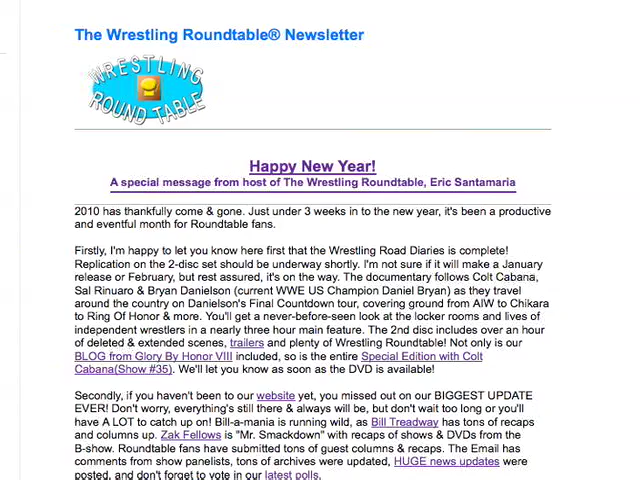 The Wrestling Roundtable® Newsletter
WRESTLING
ROUND TABLE
Happy New Year!
A special message from host of The Wrestling Roundtable, Eric Santamaria
2010 has thankfully come & gone. Just under 3 weeks in to the new year, it's been a productive
and eventful month for Roundtable fans.
Firstly, I'm happy to let you know here first that the Wrestling Road Diaries is complete!
Replication on the 2-disc set should be underway shortly. I'm not sure if it will make a January
release or February, but rest assured, it's on the way. The documentary follows Colt Cabana,
Sal Rinuaro & Bryan Danielson (current WWE US Champion Daniel Bryan) as they travel
around the country on Danielson's Final Countdown tour, covering ground from AIW to Chikara
to Ring Of Honor & more. You'll get a never-before-seen look at the locker rooms and lives of
independent wrestlers in a nearly three hour main feature. The 2nd disc includes over an hour
of deleted & extended scenes, trailers and plenty of Wrestling Roundtable! Not only is our
BLOG from Glory By Honor VIII included, so is the entire Special Edition with Colt
Cabana(Show #35). We'll let you know as soon as the DVD is available!
Secondly, if you haven't been to our website yet, you missed out on our BIGGEST UPDATE
EVER! Don't worry, everything's still there & always will be, but don't wait too long or you'll
have A LOT to catch up on! Bill-a-mania is running wild, as Bill Treadway has tons of recaps
and columns up. Zak Fellows is "Mr. Smackdown" with recaps of shows & DVDs from the
B-show. Roundtable fans have submitted tons of guest columns & recaps. The Email has
comments from show panelists, tons of archives were updated, HUGE news updates were
posted, and don't forget to vote in our latest polls.